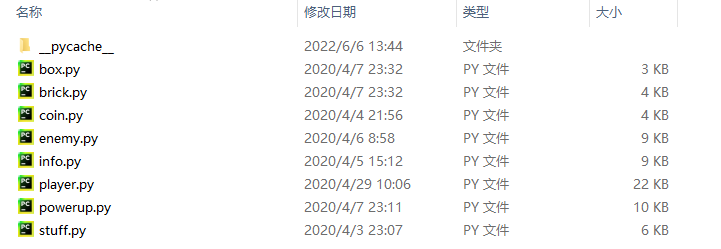 名称 修改日期 类型 大小
__pycache__ 2022/6/6 13:44 文件夹
box.py 2020/4/7 23:32 PY 文件 3 KB
brick.py 2020/4/7 23:32 PY 文件 4 KB
coin.py 2020/4/4 21:56 PY 文件 4 KB
enemy.py 2020/4/6 8:58 PY 文件 9 KB
info.py 2020/4/5 15:12 PY 文件 9 KB
player.py 2020/4/29 10:06 PY 文件 22 KB
powerup.py 2020/4/7 23:11 PY 文件 10 KB
stuff.py 2020/4/3 23:07 PY 文件 6 KB